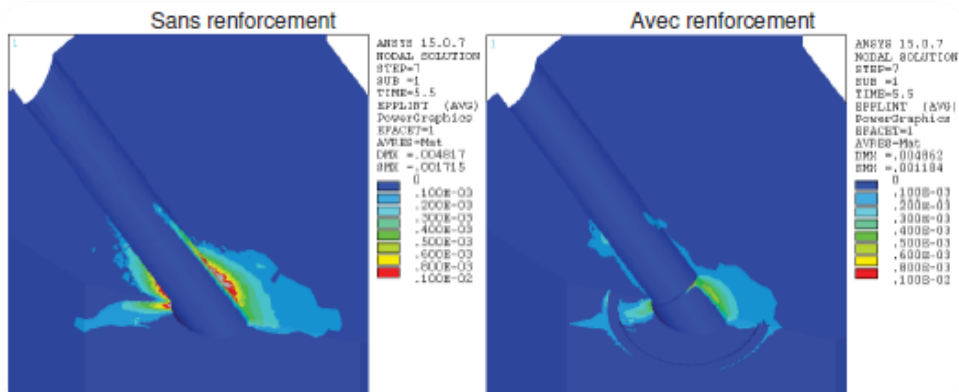 Sans renforcement
1
ANSYS 15.0.7
NODAL SOLUTION
STEP=7
SUB =1
TIME=5.5
EPPLINT (AVG)
PowerGraphics
EFACET=1
AVRES=Mat
DMX =.004817
SMX =.001715
0
.100E-03
.200E-03
.300E-03
.400E-03
.500E-03
.600E-03
.800E-03
.100E-02
Avec renforcement
1
ANSYS 15.0.7
NODAL SOLUTION
STEP=7
SUB =1
TIME=5.5
EPPLINT (AVG)
PowerGraphics
EFACET=1
AVRES=Mat
DMX =.004862
SMX =.001184
0
.100E-03
.200E-03
.300E-03
.400E-03
.500E-03
.600E-03
.800E-03
.100E-02